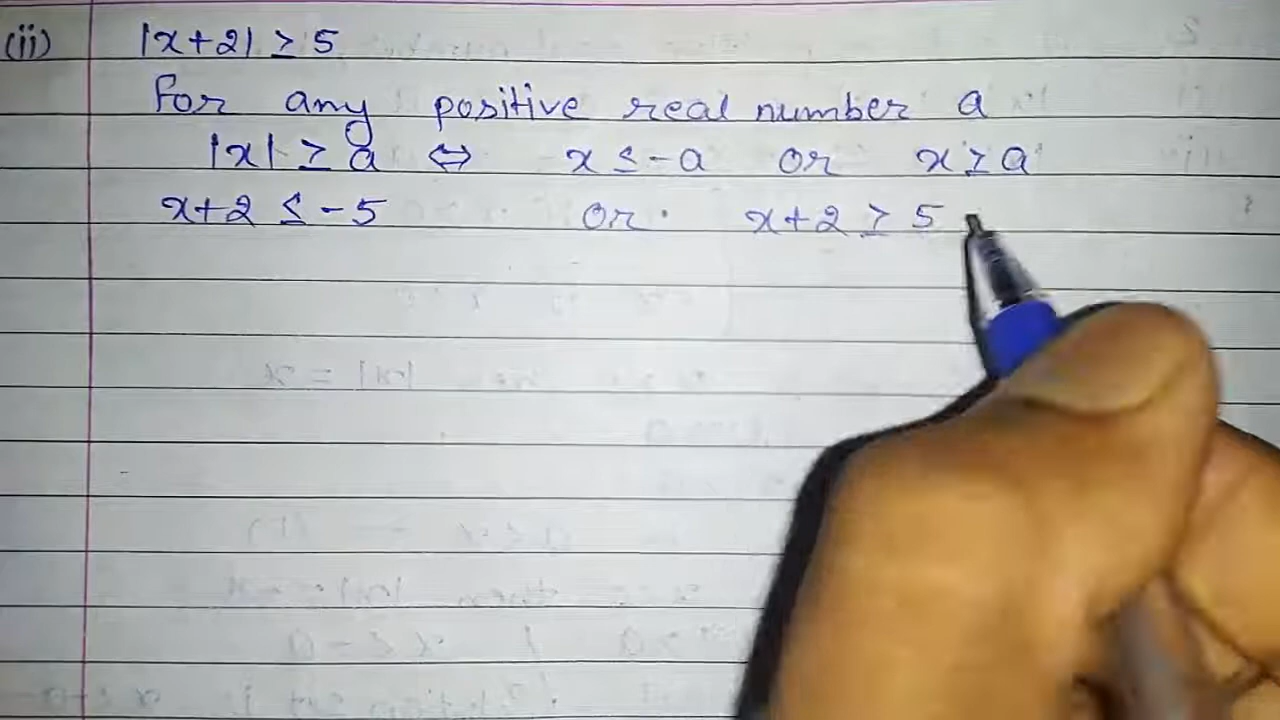 (ii) |x+2| ≥ 5
For any positive real number a
|x| ≥ a ⇔ x ≤ -a or x ≥ a
x+2 ≤ -5 or x+2 ≥ 5